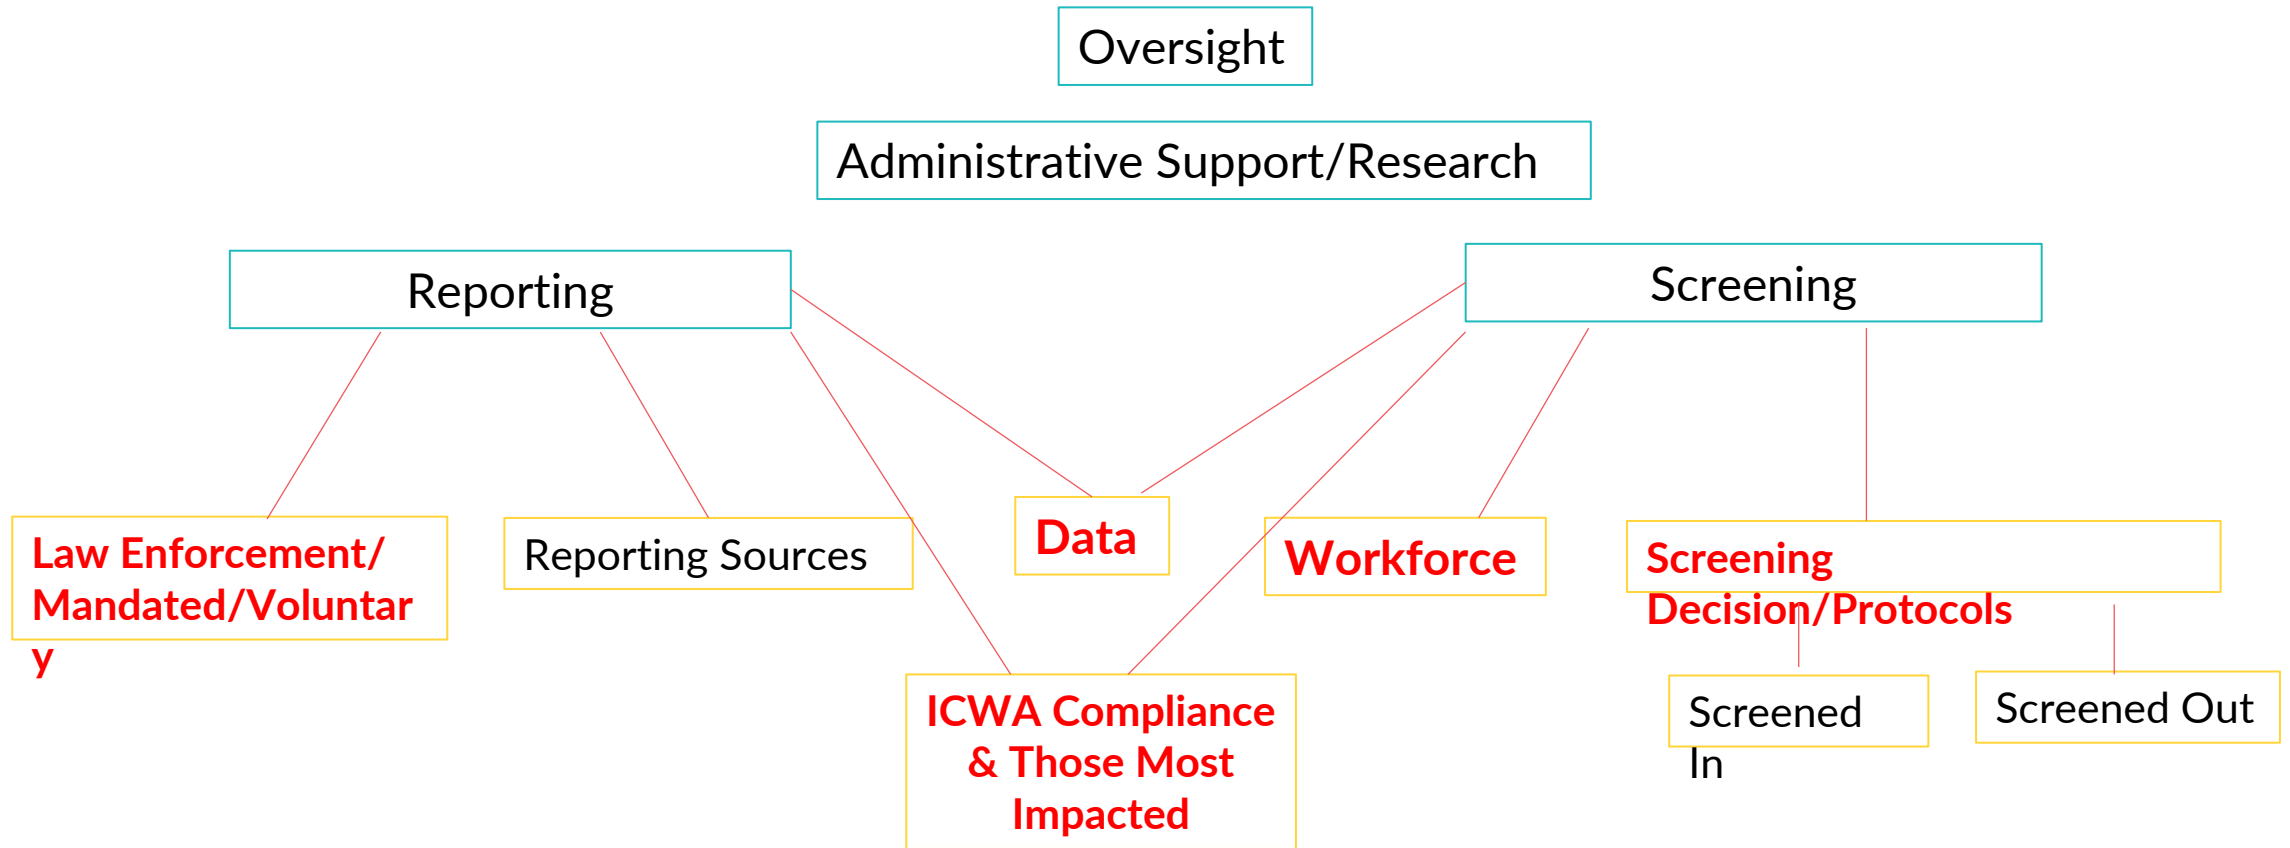 Oversight
Administrative Support/Research
Reporting
Screening
Law Enforcement/
Mandated/Voluntar
y
Reporting Sources
Data
Workforce
Screening
Decision/Protocols
ICWA Compliance
& Those Most
Impacted
Screened
In
Screened Out